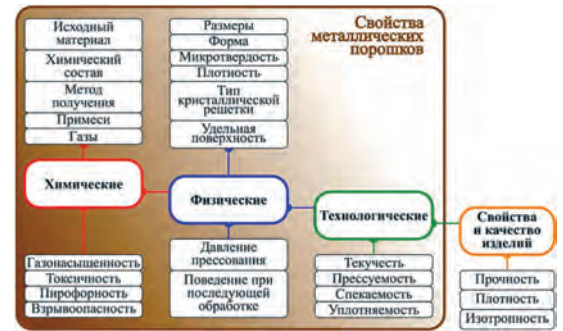 Свойства
металлических
порошков
Исходный
материал
Химический
состав
Метод
получения
Примеси
Газы
Химические
Газонасыщенность
Токсичность
Пирофорность
Взрывоопасность
Размеры
Форма
Микротвердость
Плотность
Тип
кристаллической
решетки
Удельная
поверхность
Физические
Давление
прессования
Поведение при
последующей
обработке
Технологические
Текучесть
Прессуемость
Спекаемость
Уплотняемость
Свойства
и качество
изделий
Прочность
Плотность
Изотропность